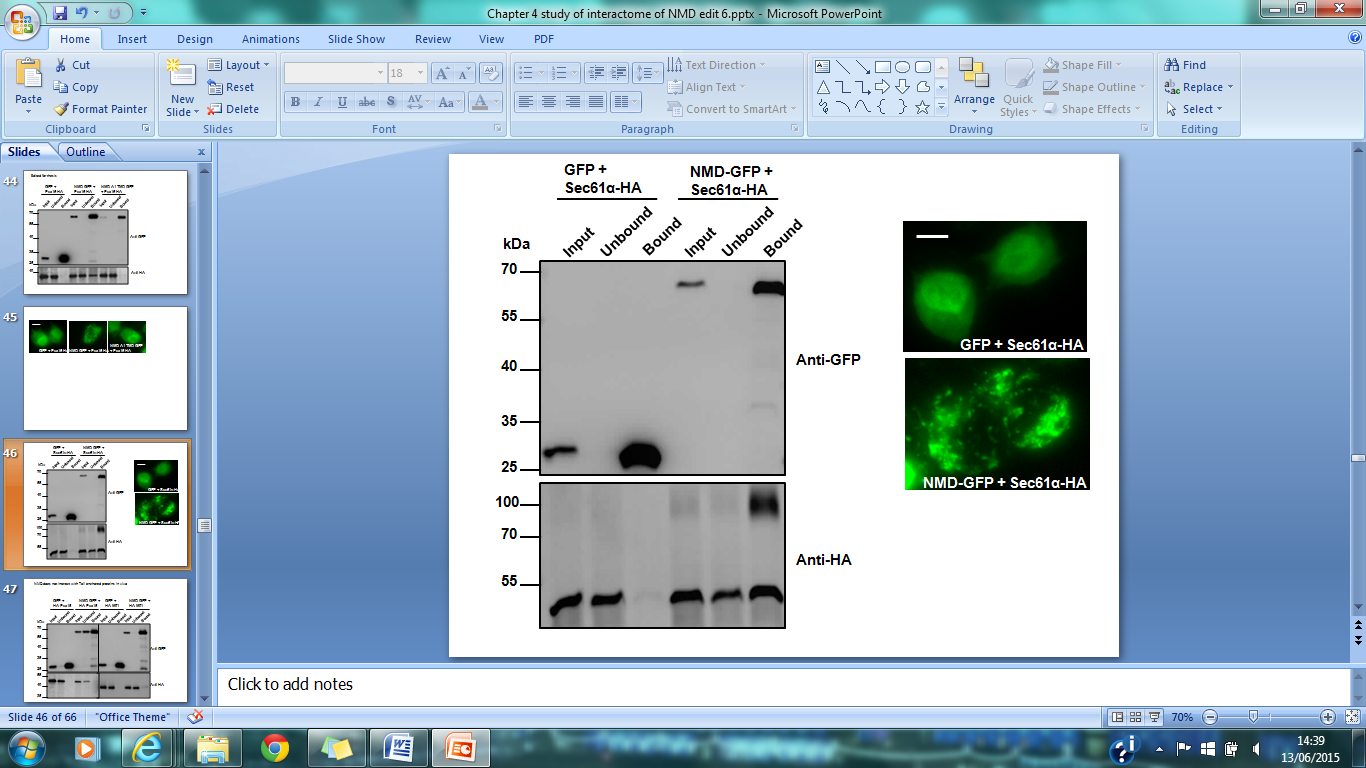 Chapter 4 study of interactome of NMD edit 6.pptx - Microsoft PowerPoint
Home Insert Design Animations Slide Show Review View PDF
Paste
Cut
Copy
Format Painter
Clipboard
New Slide
Layout
Reset
Delete
Slides
18
B I U abc S AV Aa A
Font
Text Direction
Align Text
Convert to SmartArt
Paragraph
Arrange
Quick Styles
Shape Fill
Shape Outline
Shape Effects
Drawing
Find
Replace
Select
Editing
Slides Outline x
44
45
46
47
GFP + Sec61α-HA
NMD-GFP + Sec61α-HA
Input Unbound Bound Input Unbound Bound
kDa
70
55
40
35
25
Anti-GFP
100
70
55
Anti-HA
GFP + Sec61α-HA
NMD-GFP + Sec61α-HA
Click to add notes
Slide 46 of 66 "Office Theme" 70%
14:39
13/06/2015